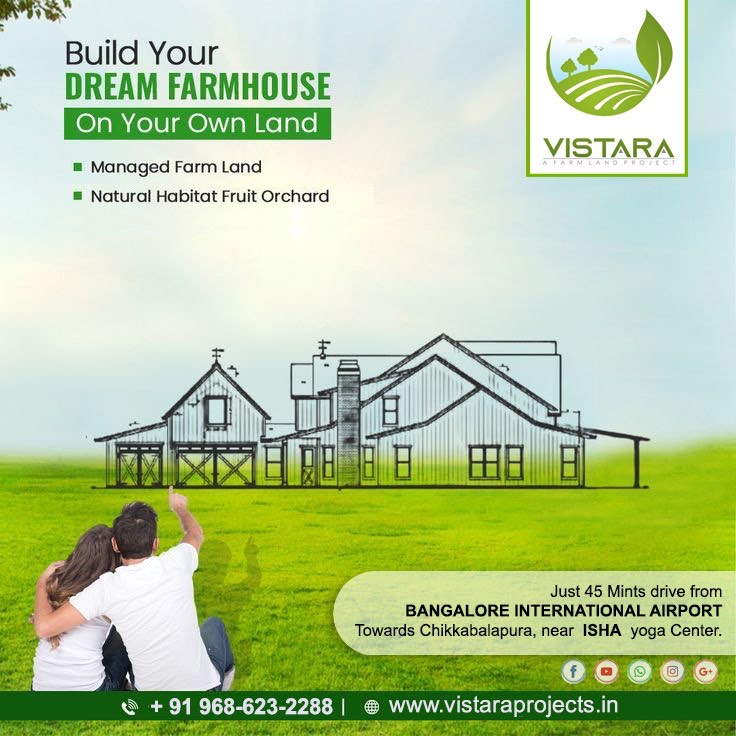 Build Your
DREAM FARMHOUSE
On Your Own Land
Managed Farm Land
Natural Habitat Fruit Orchard
VISTARA
A FARM LAND PROJECT
Just 45 Mints drive from
BANGALORE INTERNATIONAL AIRPORT
Towards Chikkabalapura, near ISHA yoga Center.
+ 91 968-623-2288 | www.vistaraprojects.in